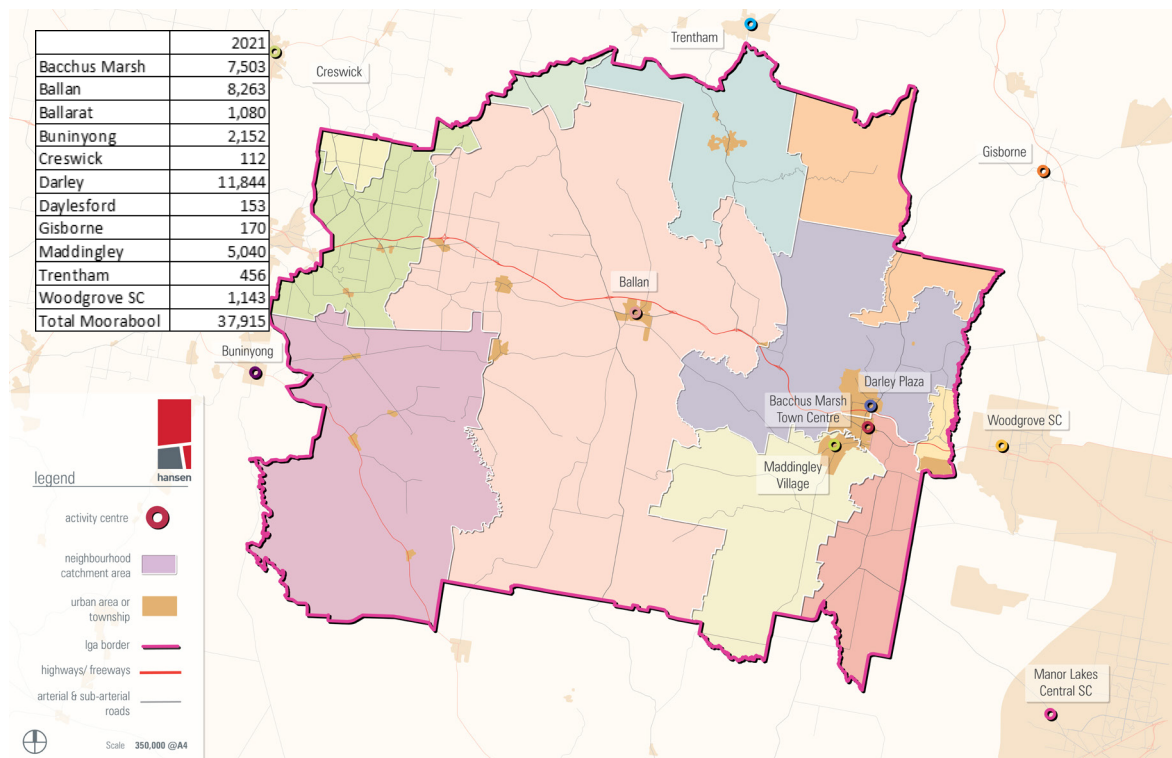 2021
Bacchus Marsh 7,503
Ballan 8,263
Ballarat 1,080
Buninyong 2,152
Creswick 112
Darley 11,844
Daylesford 153
Gisborne 170
Maddingley 5,040
Trentham 456
Woodgrove SC 1,143
Total Moorabool 37,915
Trentham
Creswick
Gisborne
Ballan
Buninyong
Darley Plaza
Bacchus Marsh
Town Centre
Woodgrove SC
Maddingley
Village
Manor Lakes
Central SC
hansen
legend
activity centre
neighbourhood
catchment area
urban area or
township
lga border
highways/ freeways
arterial & sub-arterial
roads
Scale 350,000 @A4